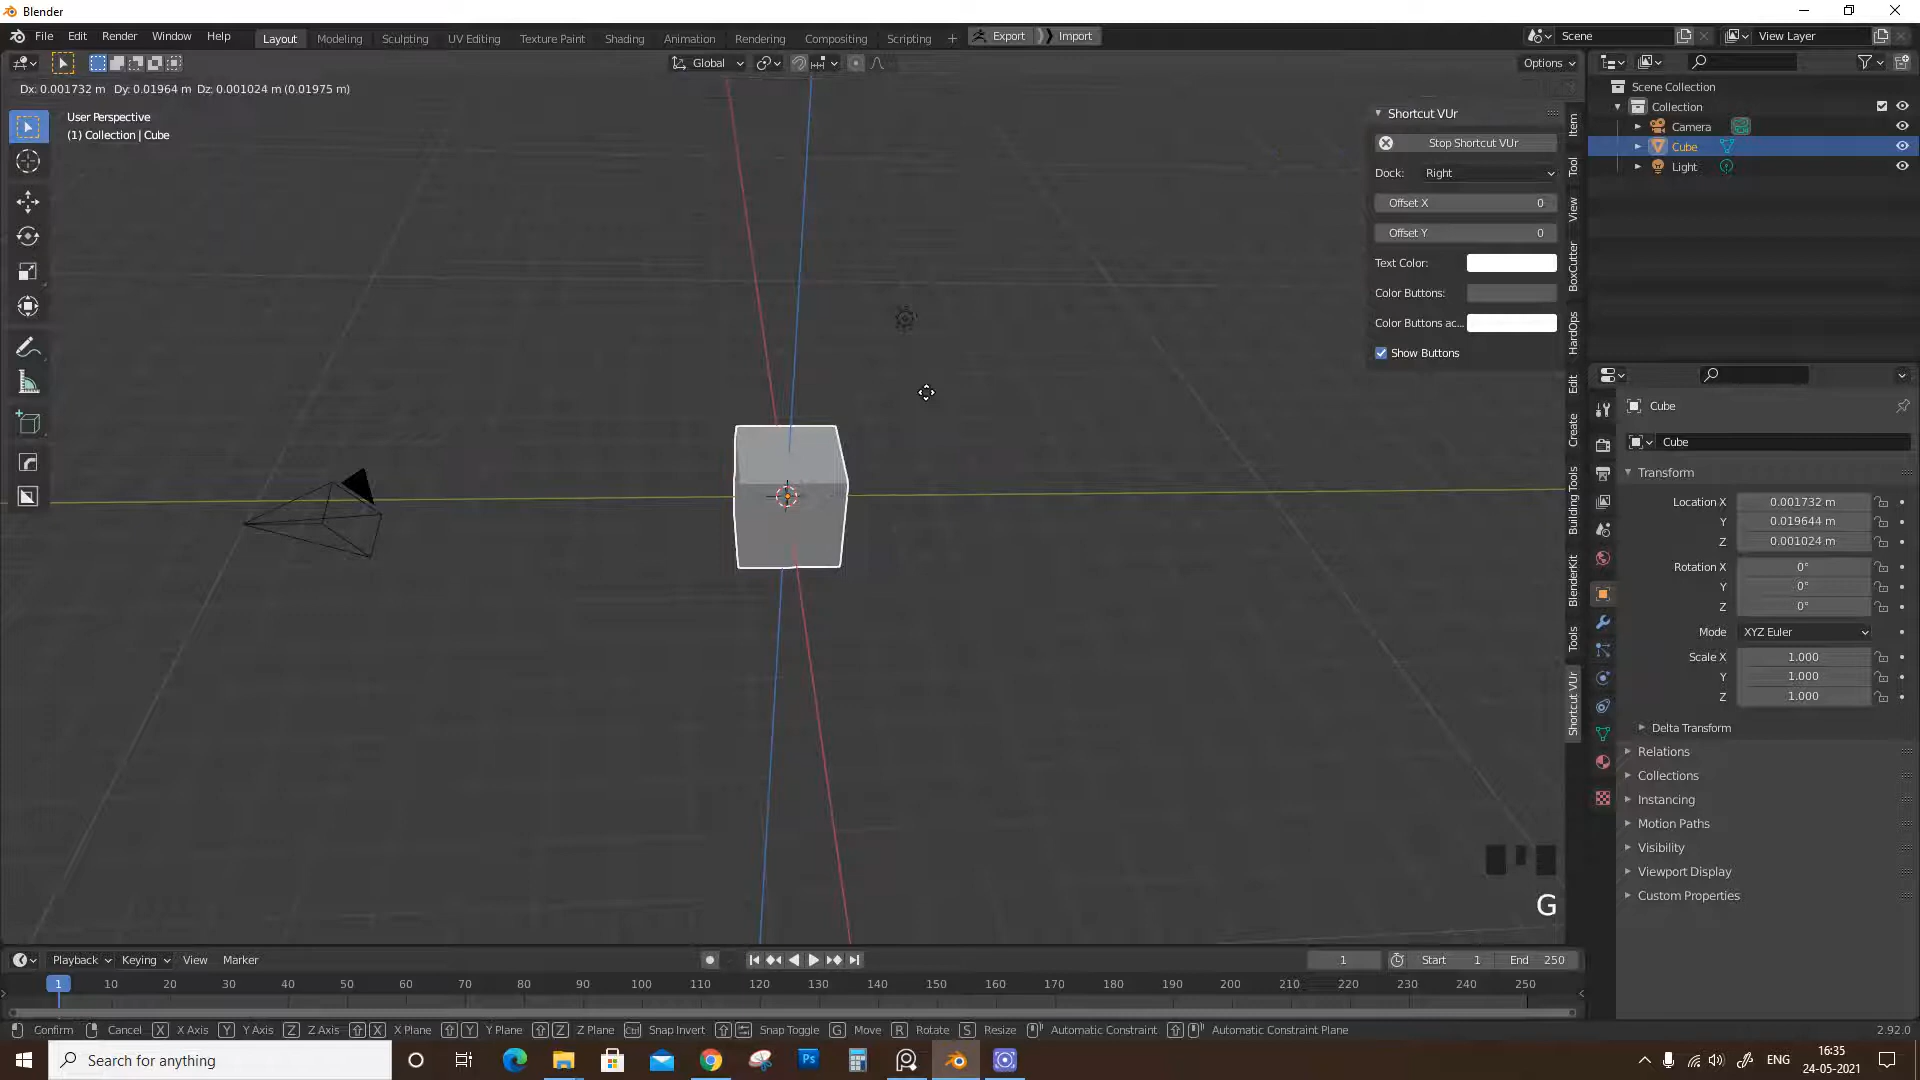 Blender
File Edit Render Window Help Layout Modeling Sculpting UV Editing Texture Paint Shading Animation Rendering Compositing Scripting + Export Import Scene View Layer
Global Options
Dx: 0.001732 m Dy: 0.01964 m Dz: 0.001024 m (0.01975 m)
User Perspective
(1) Collection | Cube
Shortcut VUr
Stop Shortcut VUr
Dock: Right
Offset X 0
Offset Y 0
Text Color:
Color Buttons:
Color Buttons ac...
Show Buttons
Item
Tool
View
BoxCutter
HardOps
Edit
Create
Building Tools
BlenderKit
Tools
Shortcut VUr
Scene Collection
Collection
Camera
Cube
Light
Cube
Cube
Transform
Location X 0.001732 m
Y 0.019644 m
Z 0.001024 m
Rotation X 0°
Y 0°
Z 0°
Mode XYZ Euler
Scale X 1.000
Y 1.000
Z 1.000
Delta Transform
Relations
Collections
Instancing
Motion Paths
Visibility
Viewport Display
Custom Properties
G
Playback Keying View Marker 1 Start 1 End 250
1 10 20 30 40 50 60 70 80 90 100 110 120 130 140 150 160 170 180 190 200 210 220 230 240 250
Confirm Cancel X X Axis Y Y Axis Z Z Axis X X Plane Y Y Plane Z Z Plane Ctrl Snap Invert Snap Toggle G Move R Rotate S Resize Automatic Constraint Automatic Constraint Plane 2.92.0
Search for anything Ps ENG 16:35
24-05-2021